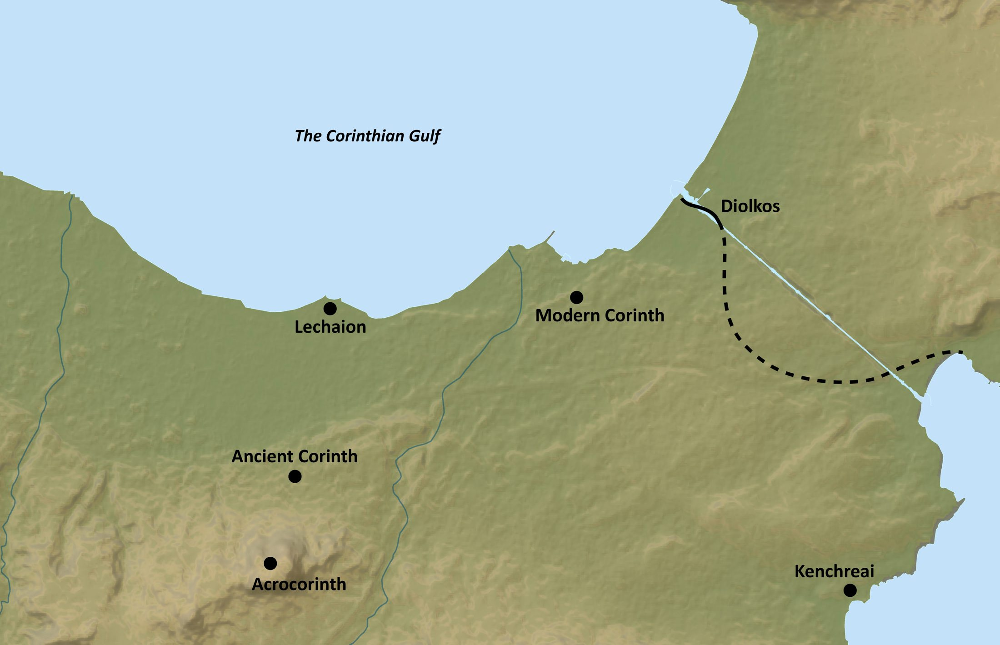 The Corinthian Gulf
Diolkos
Modern Corinth
Lechaion
Ancient Corinth
Kenchreai
Acrocorinth